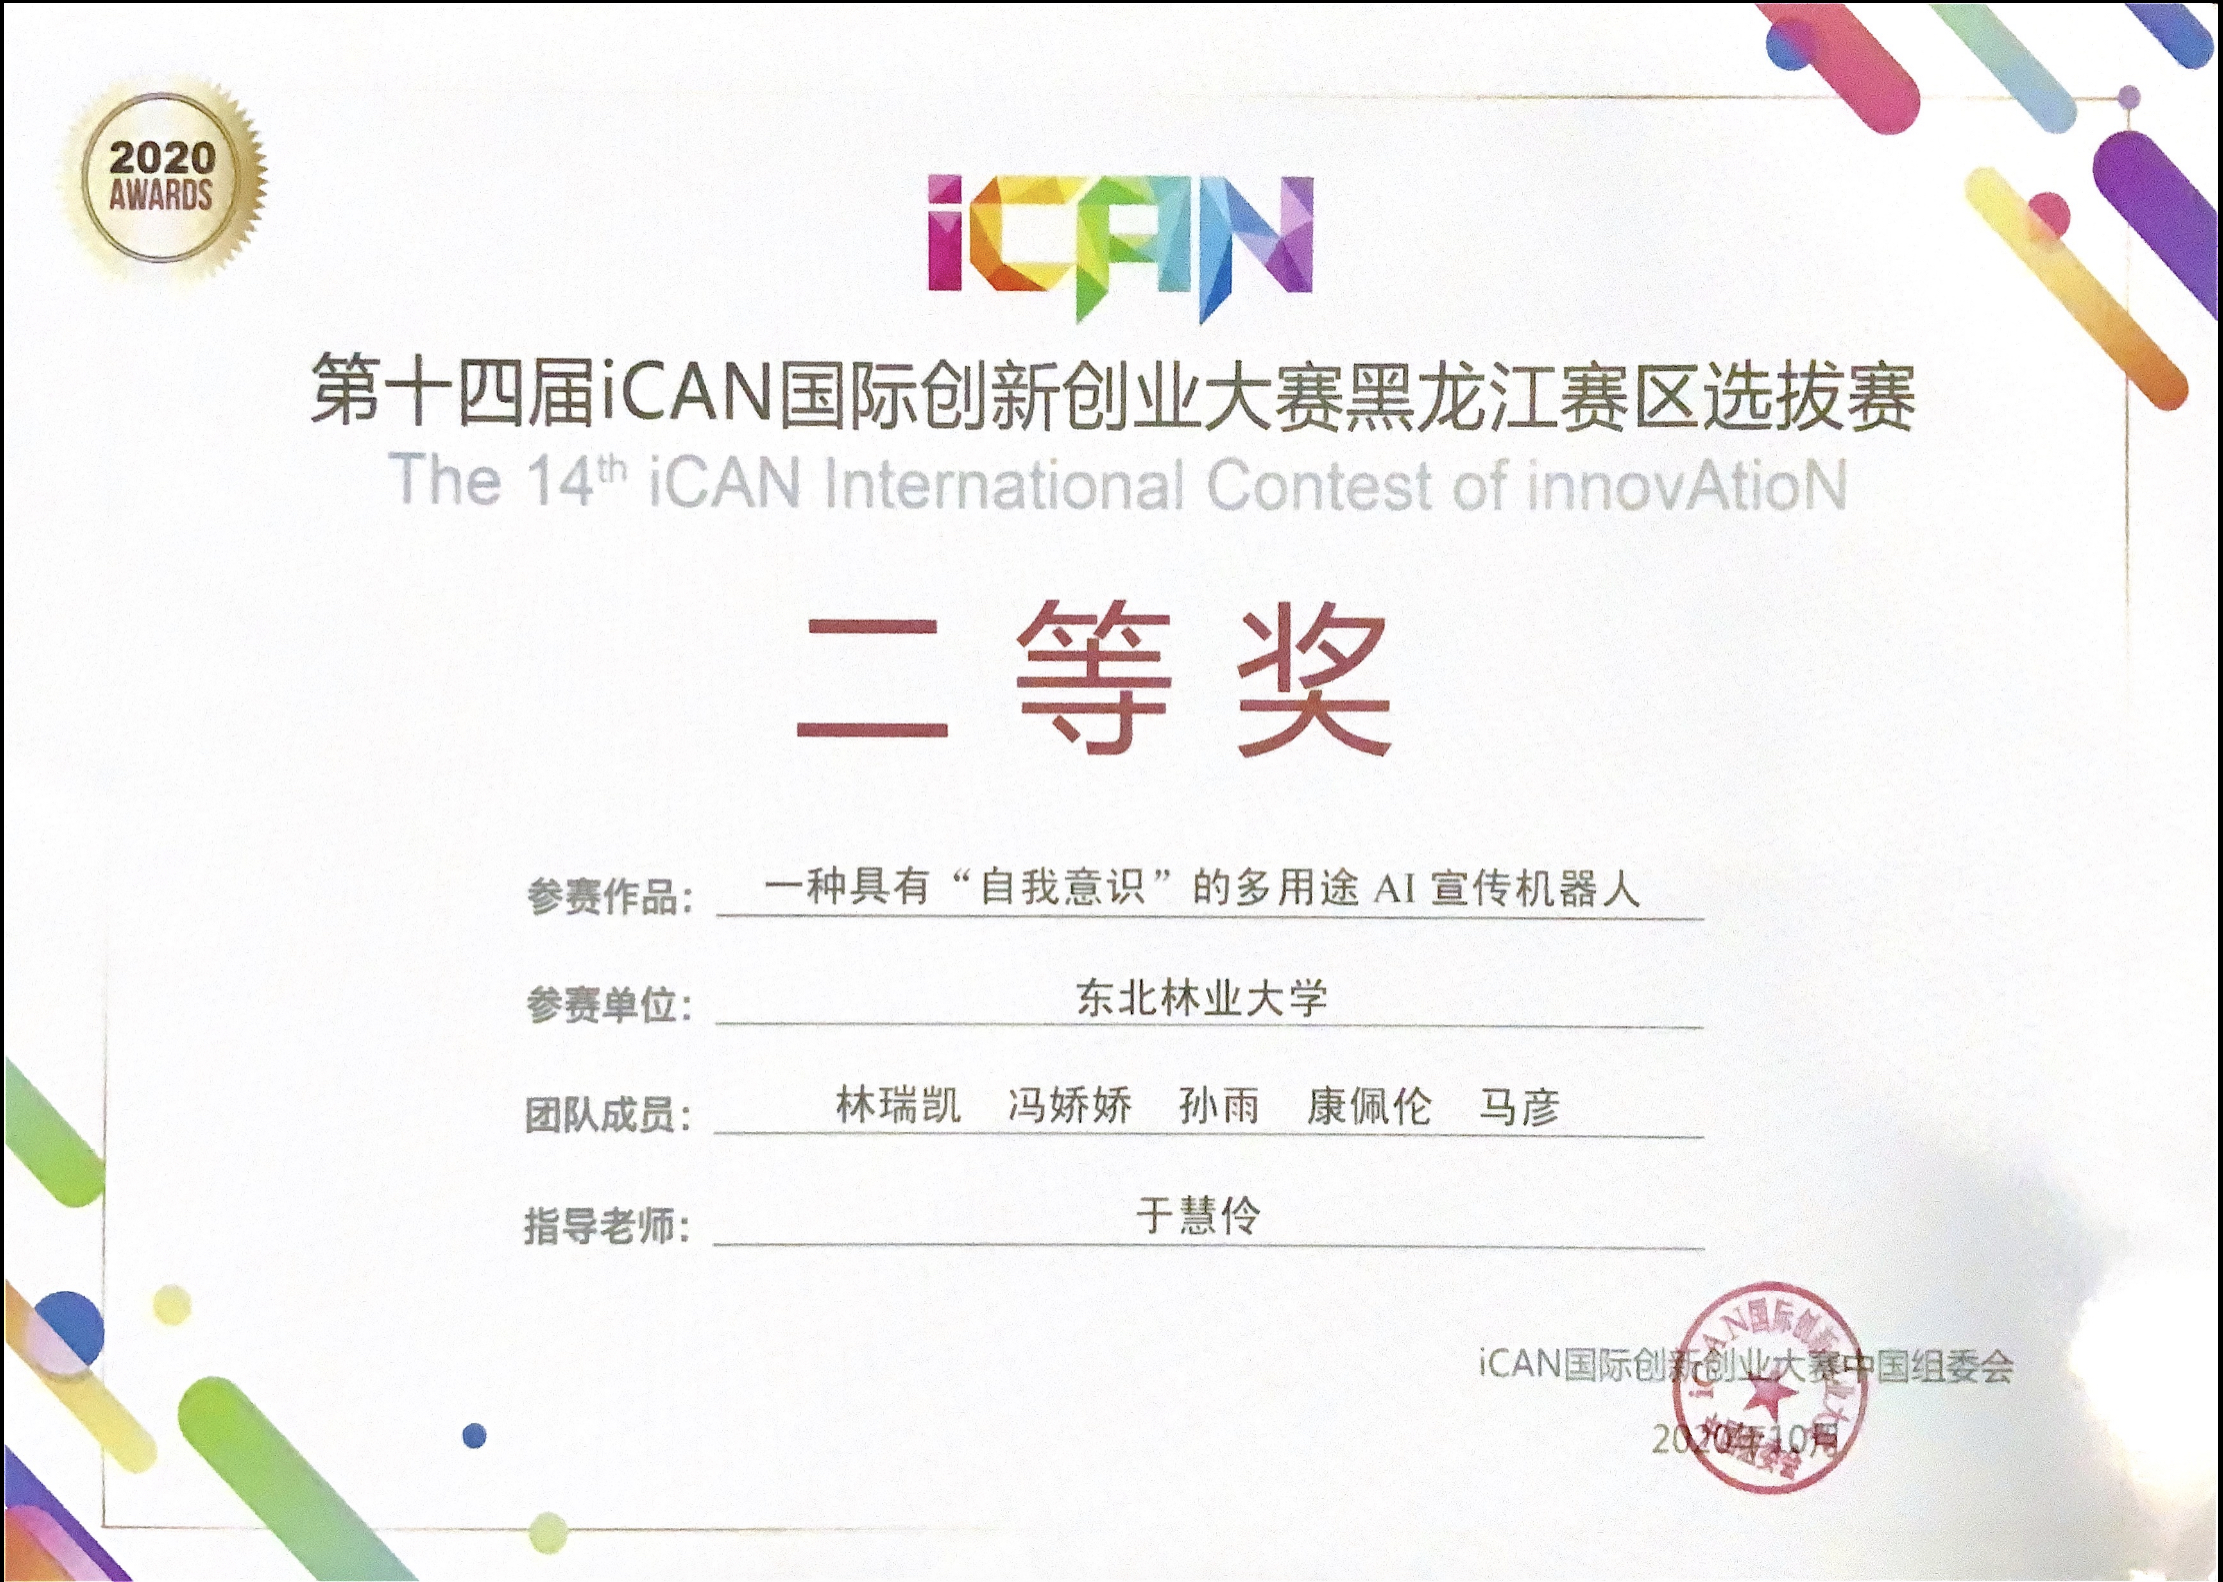 2020
AWARDS
iCAN
第十四届iCAN国际创新创业大赛黑龙江赛区选拔赛
The 14th iCAN International Contest of innovAtioN
二等奖
参赛作品： 一种具有“自我意识”的多用途 AI 宣传机器人
参赛单位： 东北林业大学
团队成员： 林瑞凯 冯娇娇 孙雨 康佩伦 马彦
指导老师： 于慧伶
iCAN国际创新创业大赛中国组委会
2020年10月
iCAN国际创新创业大赛
中国组委会